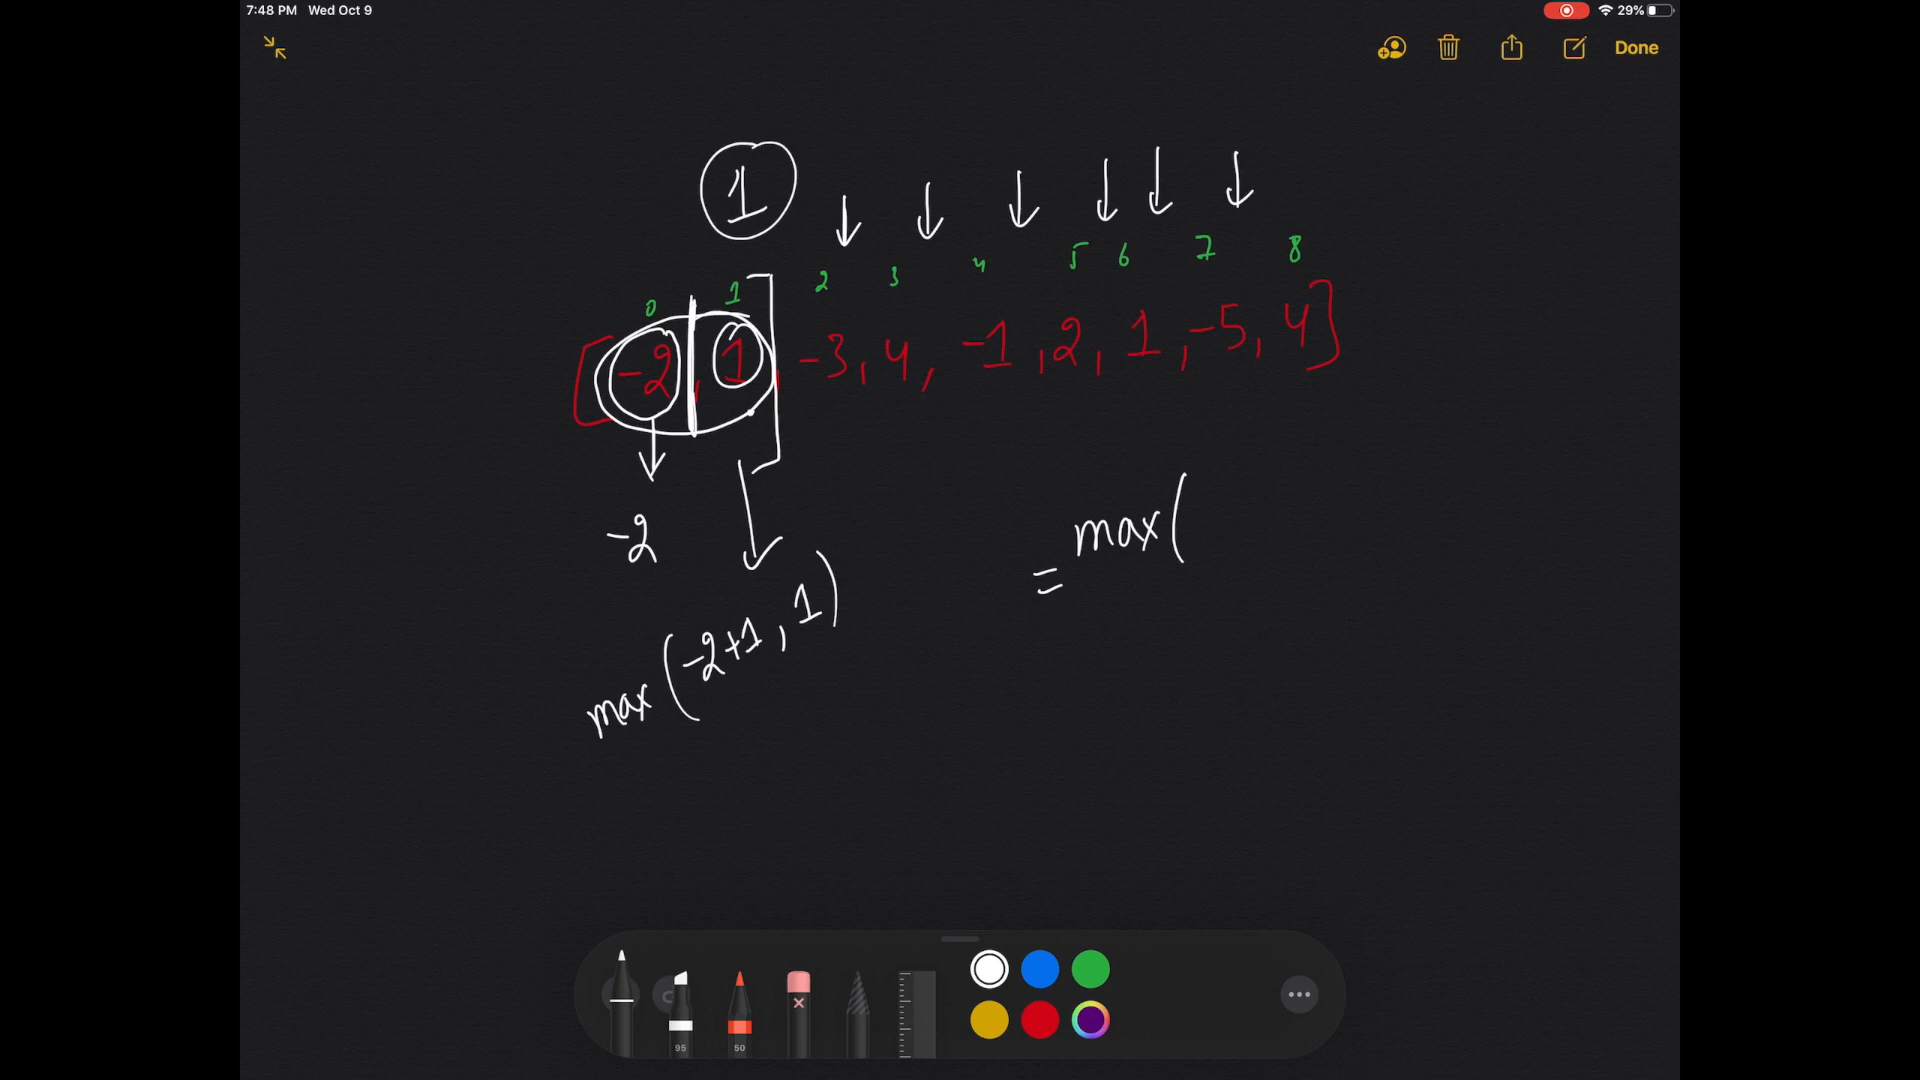 7:48 PM Wed Oct 9
29%
Done
1
0 1 2 3 4 5 6 7 8
[-2, 1, -3, 4, -1, 2, 1, -5, 4]
-2
= max(
max(-2+1, 1)
95 50